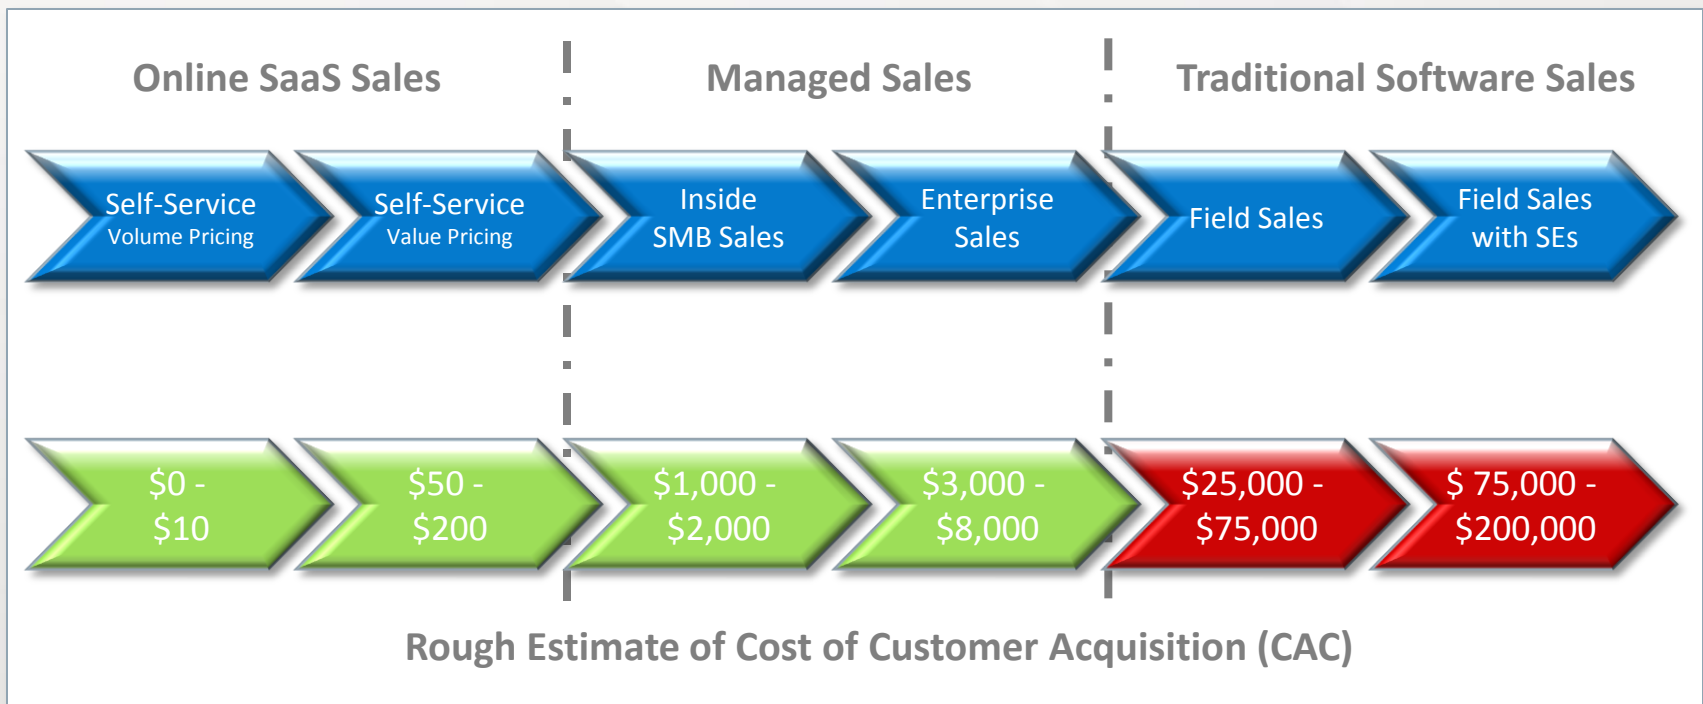 Online SaaS Sales
Managed Sales
Traditional Software Sales
Self-Service
Volume Pricing
Self-Service
Value Pricing
Inside
SMB Sales
Enterprise
Sales
Field Sales
Field Sales
with SEs
$0 -
$10
$50 -
$200
$1,000 -
$2,000
$3,000 -
$8,000
$25,000 -
$75,000
$ 75,000 -
$200,000
Rough Estimate of Cost of Customer Acquisition (CAC)